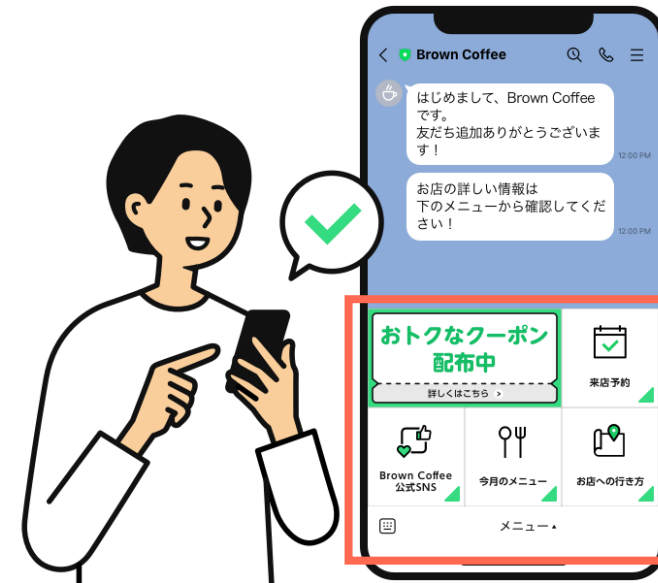 Brown Coffee
はじめまして、Brown Coffee
です。
友だち追加ありがとうございま
す！
12:00 PM
お店の詳しい情報は
下のメニューから確認してくだ
さい！
12:00 PM
おトクなクーポン
配布中
詳しくはこちら >
来店予約
Brown Coffee
公式SNS
今月のメニュー
お店への行き方
メニュー▲